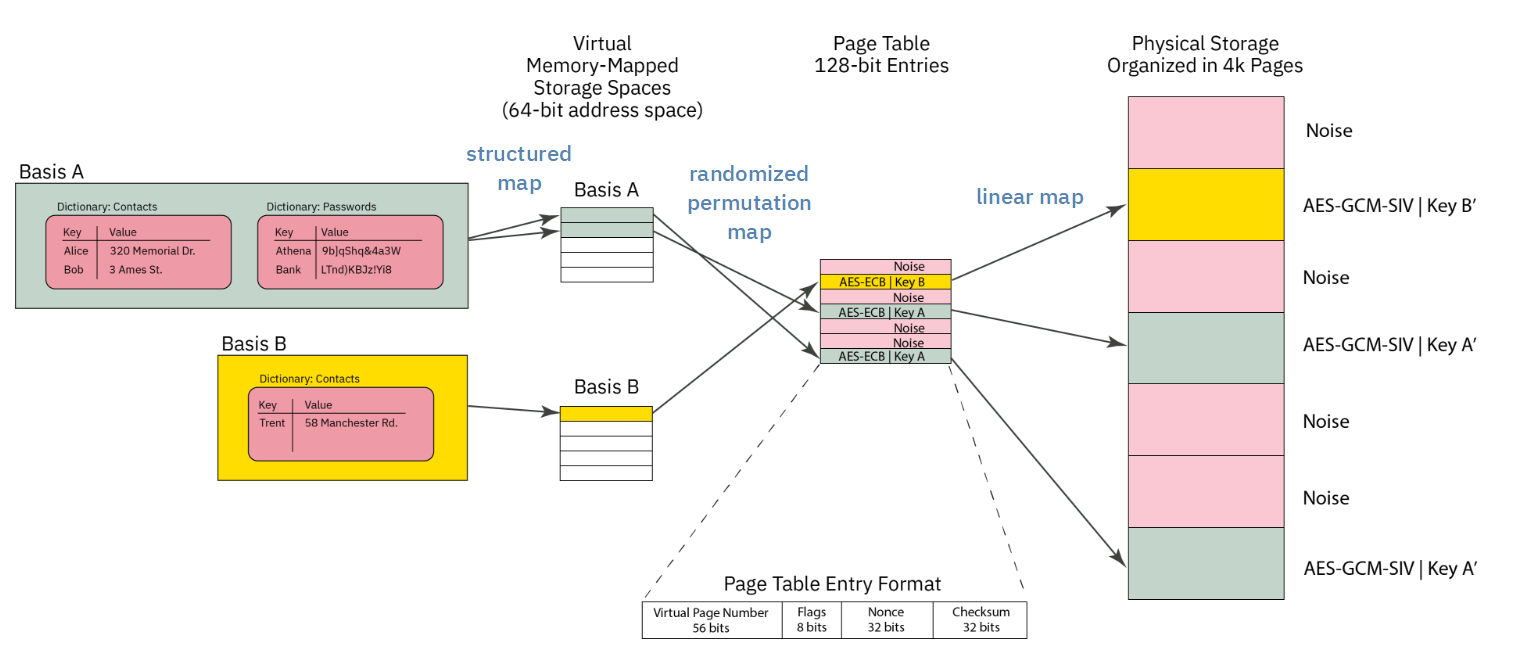 Virtual
Memory-Mapped
Storage Spaces
(64-bit address space)
Page Table
128-bit Entries
Physical Storage
Organized in 4k Pages
structured
map
randomized
permutation
map
linear map
Basis A
Dictionary: Contacts
Key Value
Alice 320 Memorial Dr.
Bob 3 Ames St.
Dictionary: Passwords
Key Value
Athena 9b]qShq&4a3W
Bank LTnd)KBJz!Yi8
Basis B
Dictionary: Contacts
Key Value
Trent 58 Manchester Rd.
Basis A
Basis B
Noise
AES-ECB | Key B
Noise
AES-ECB | Key A
Noise
Noise
AES-ECB | Key A
Noise
AES-GCM-SIV | Key B’
Noise
AES-GCM-SIV | Key A’
Noise
Noise
AES-GCM-SIV | Key A’
Page Table Entry Format
Virtual Page Number
56 bits
Flags
8 bits
Nonce
32 bits
Checksum
32 bits